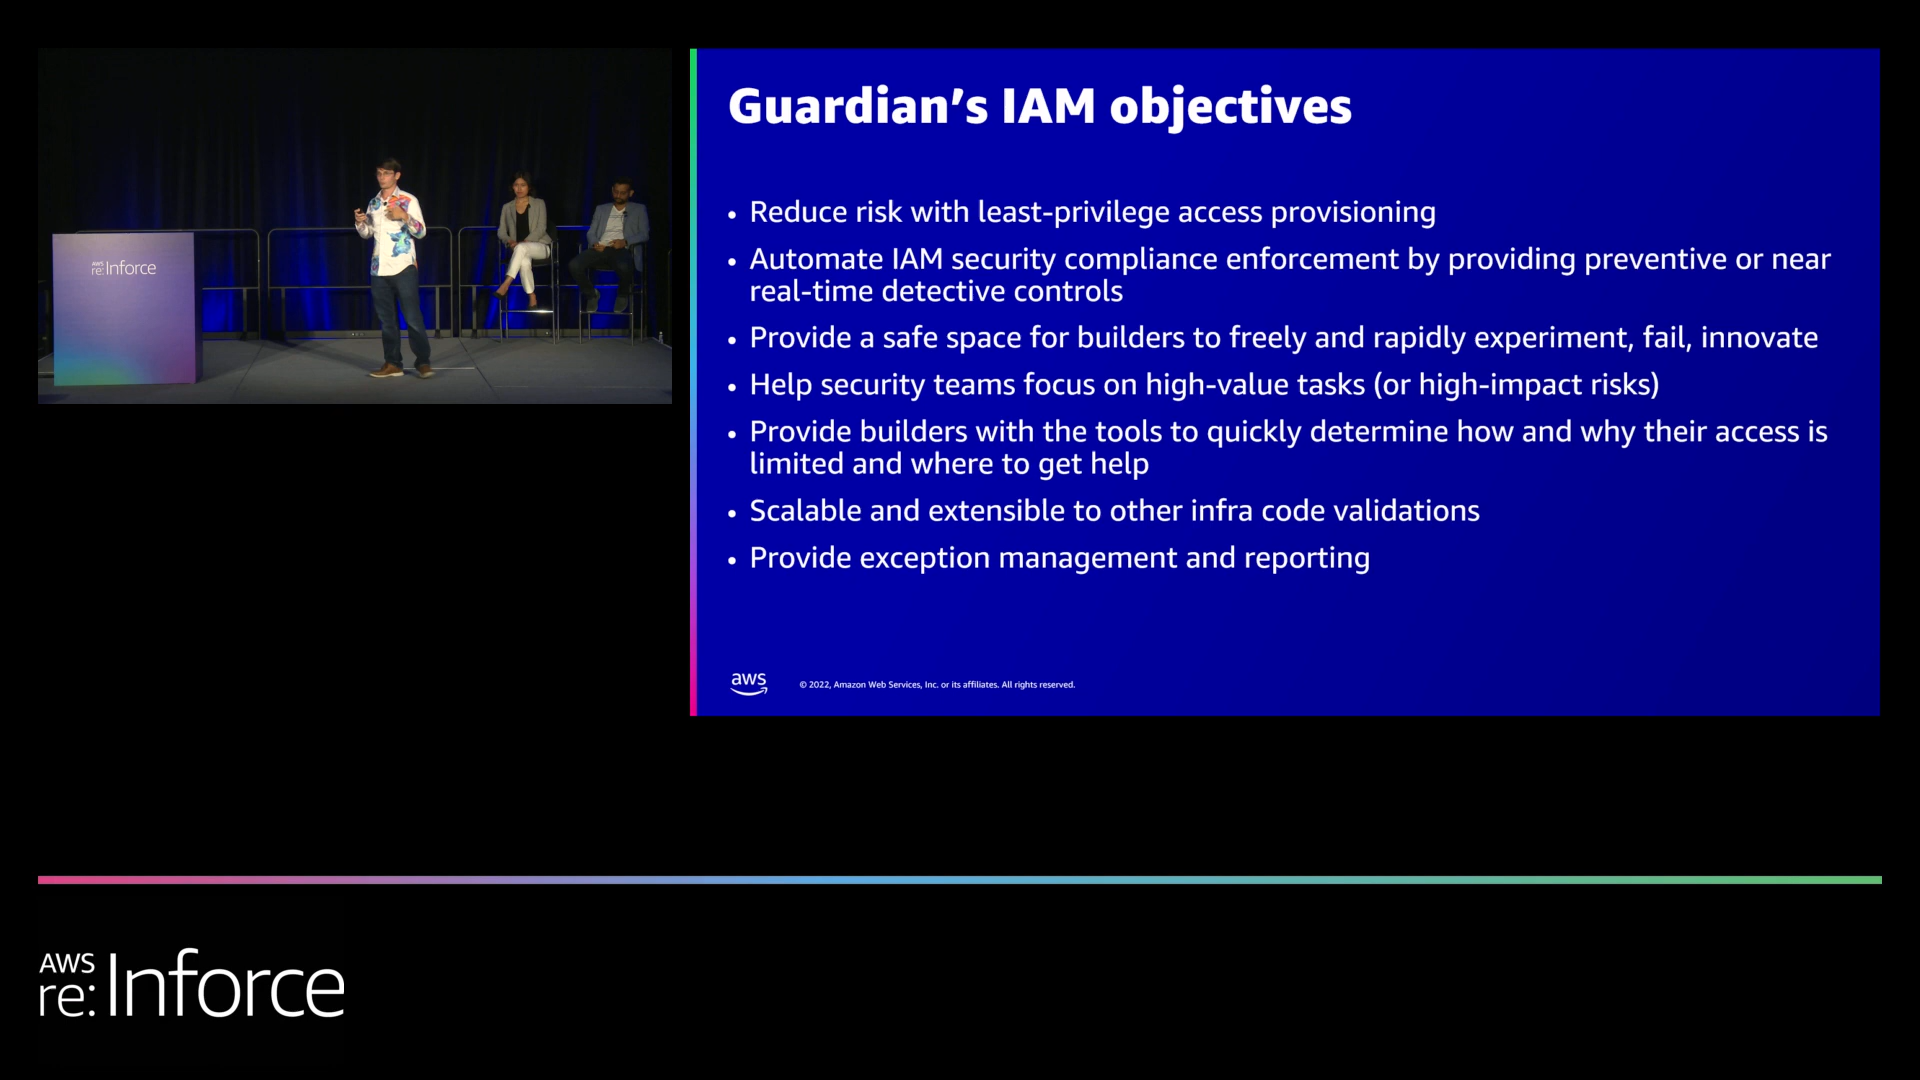 AWS
re:Inforce
Guardian's IAM objectives
• Reduce risk with least-privilege access provisioning
• Automate IAM security compliance enforcement by providing preventive or near
real-time detective controls
• Provide a safe space for builders to freely and rapidly experiment, fail, innovate
• Help security teams focus on high-value tasks (or high-impact risks)
• Provide builders with the tools to quickly determine how and why their access is
limited and where to get help
• Scalable and extensible to other infra code validations
• Provide exception management and reporting
aws
© 2022, Amazon Web Services, Inc. or its affiliates. All rights reserved.
AWS
re:Inforce